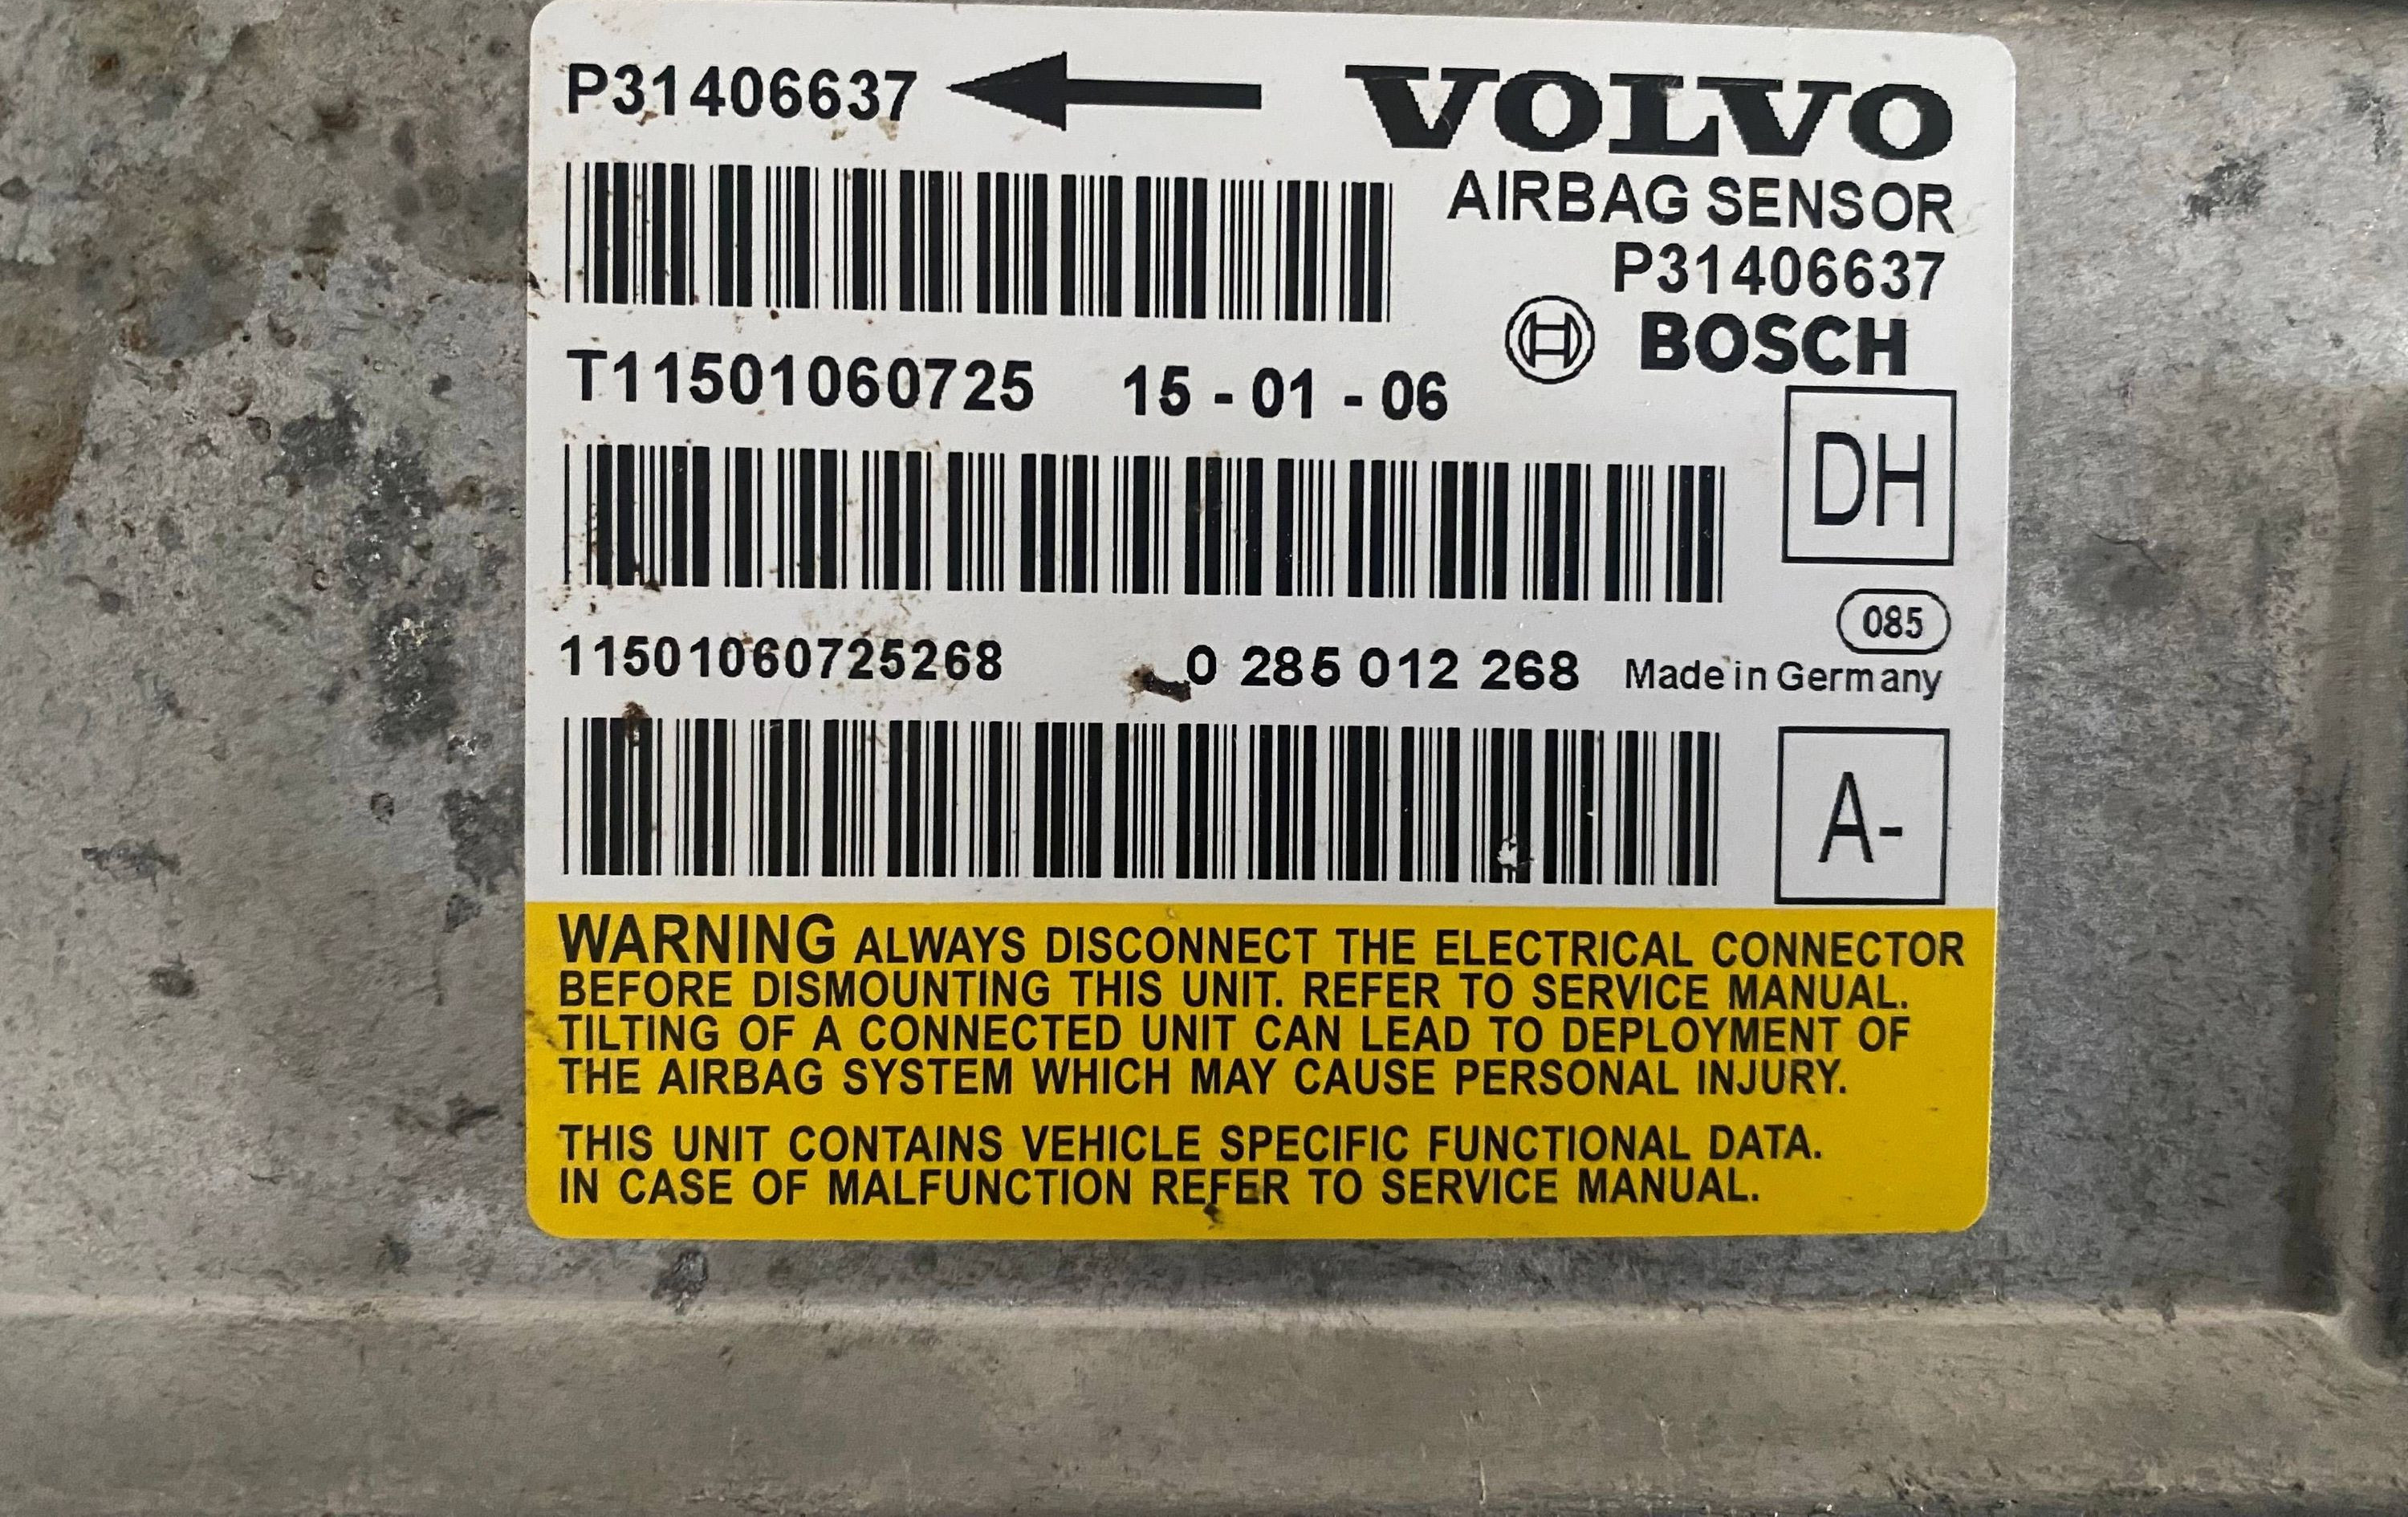 P31406637 VOLVO
AIRBAG SENSOR
P31406637
BOSCH
T11501060725 15 - 01 - 06
DH
085
11501060725268 0 285 012 268 Made in Germany
A-
WARNING ALWAYS DISCONNECT THE ELECTRICAL CONNECTOR
BEFORE DISMOUNTING THIS UNIT. REFER TO SERVICE MANUAL.
TILTING OF A CONNECTED UNIT CAN LEAD TO DEPLOYMENT OF
THE AIRBAG SYSTEM WHICH MAY CAUSE PERSONAL INJURY.
THIS UNIT CONTAINS VEHICLE SPECIFIC FUNCTIONAL DATA.
IN CASE OF MALFUNCTION REFER TO SERVICE MANUAL.